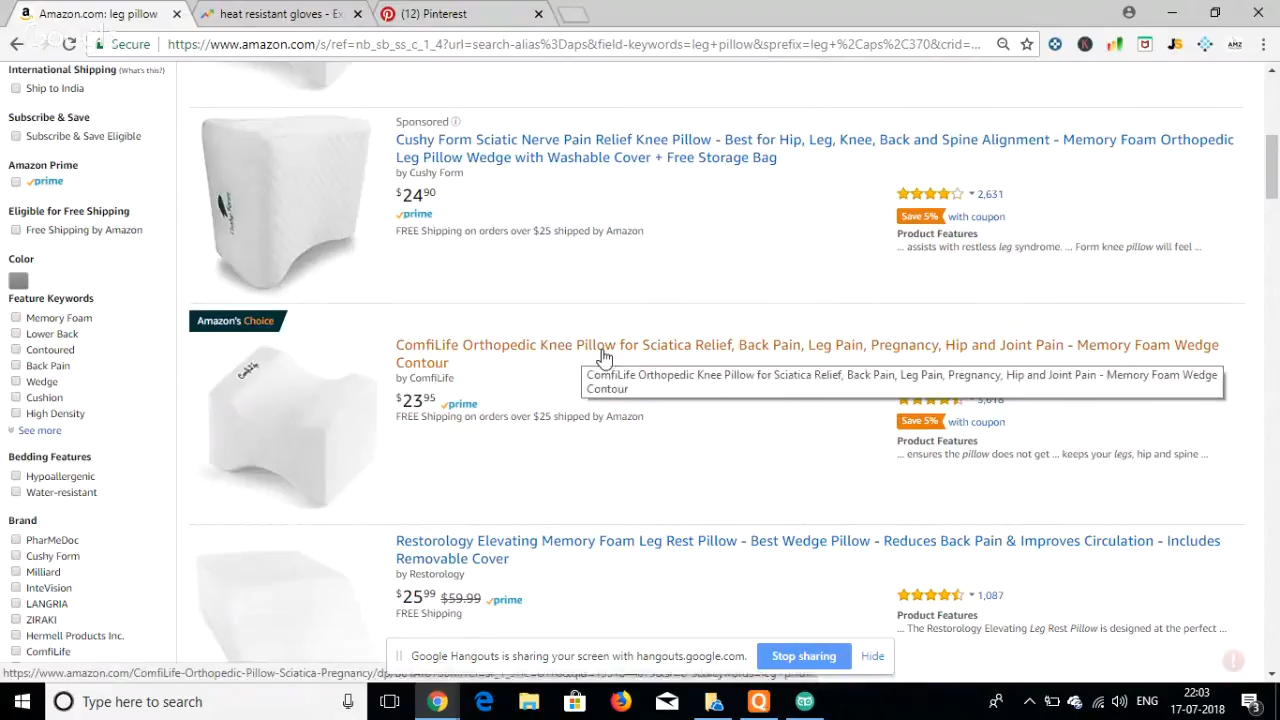 Amazon.com: leg pillow
heat resistant gloves - Ex
(12) Pinterest
Secure
https://www.amazon.com/s/ref=nb_sb_ss_c_1_4?url=search-alias%3Daps&field-keywords=leg+pillow&sprefix=leg+%2Caps%2C370&crid=...
International Shipping (What's this?)
Ship to India
Subscribe & Save
Subscribe & Save Eligible
Amazon Prime
prime
Eligible for Free Shipping
Free Shipping by Amazon
Color
Feature Keywords
Memory Foam
Lower Back
Contoured
Back Pain
Wedge
Cushion
High Density
See more
Bedding Features
Hypoallergenic
Water-resistant
Brand
PharMeDoc
Cushy Form
Milliard
InteVision
LANGRIA
ZIRAKI
Hermell Products Inc.
ComfiLife
Sponsored
Cushy Form Sciatic Nerve Pain Relief Knee Pillow - Best for Hip, Leg, Knee, Back and Spine Alignment - Memory Foam Orthopedic
Leg Pillow Wedge with Washable Cover + Free Storage Bag
by Cushy Form
$24 90
prime
FREE Shipping on orders over $25 shipped by Amazon
2,631
Save 5% with coupon
Product Features
... assists with restless leg syndrome. ... Form knee pillow will feel ...
Amazon's Choice
ComfiLife Orthopedic Knee Pillow for Sciatica Relief, Back Pain, Leg Pain, Pregnancy, Hip and Joint Pain - Memory Foam Wedge
Contour
by ComfiLife
ComfiLife Orthopedic Knee Pillow for Sciatica Relief, Back Pain, Leg Pain, Pregnancy, Hip and Joint Pain - Memory Foam Wedge
Contour
$23 95 prime
FREE Shipping on orders over $25 shipped by Amazon
Save 5% with coupon
Product Features
... ensures the pillow does not get ... keeps your legs, hip and spine ...
Restorology Elevating Memory Foam Leg Rest Pillow - Best Wedge Pillow - Reduces Back Pain & Improves Circulation - Includes
Removable Cover
by Restorology
$25 99 $59.99 prime
FREE Shipping
1,087
Product Features
... The Restorology Elevating Leg Rest Pillow is designed at the perfect ...
Google Hangouts is sharing your screen with hangouts.google.com.
Stop sharing
Hide
Type here to search
ENG
22:03
17-07-2018